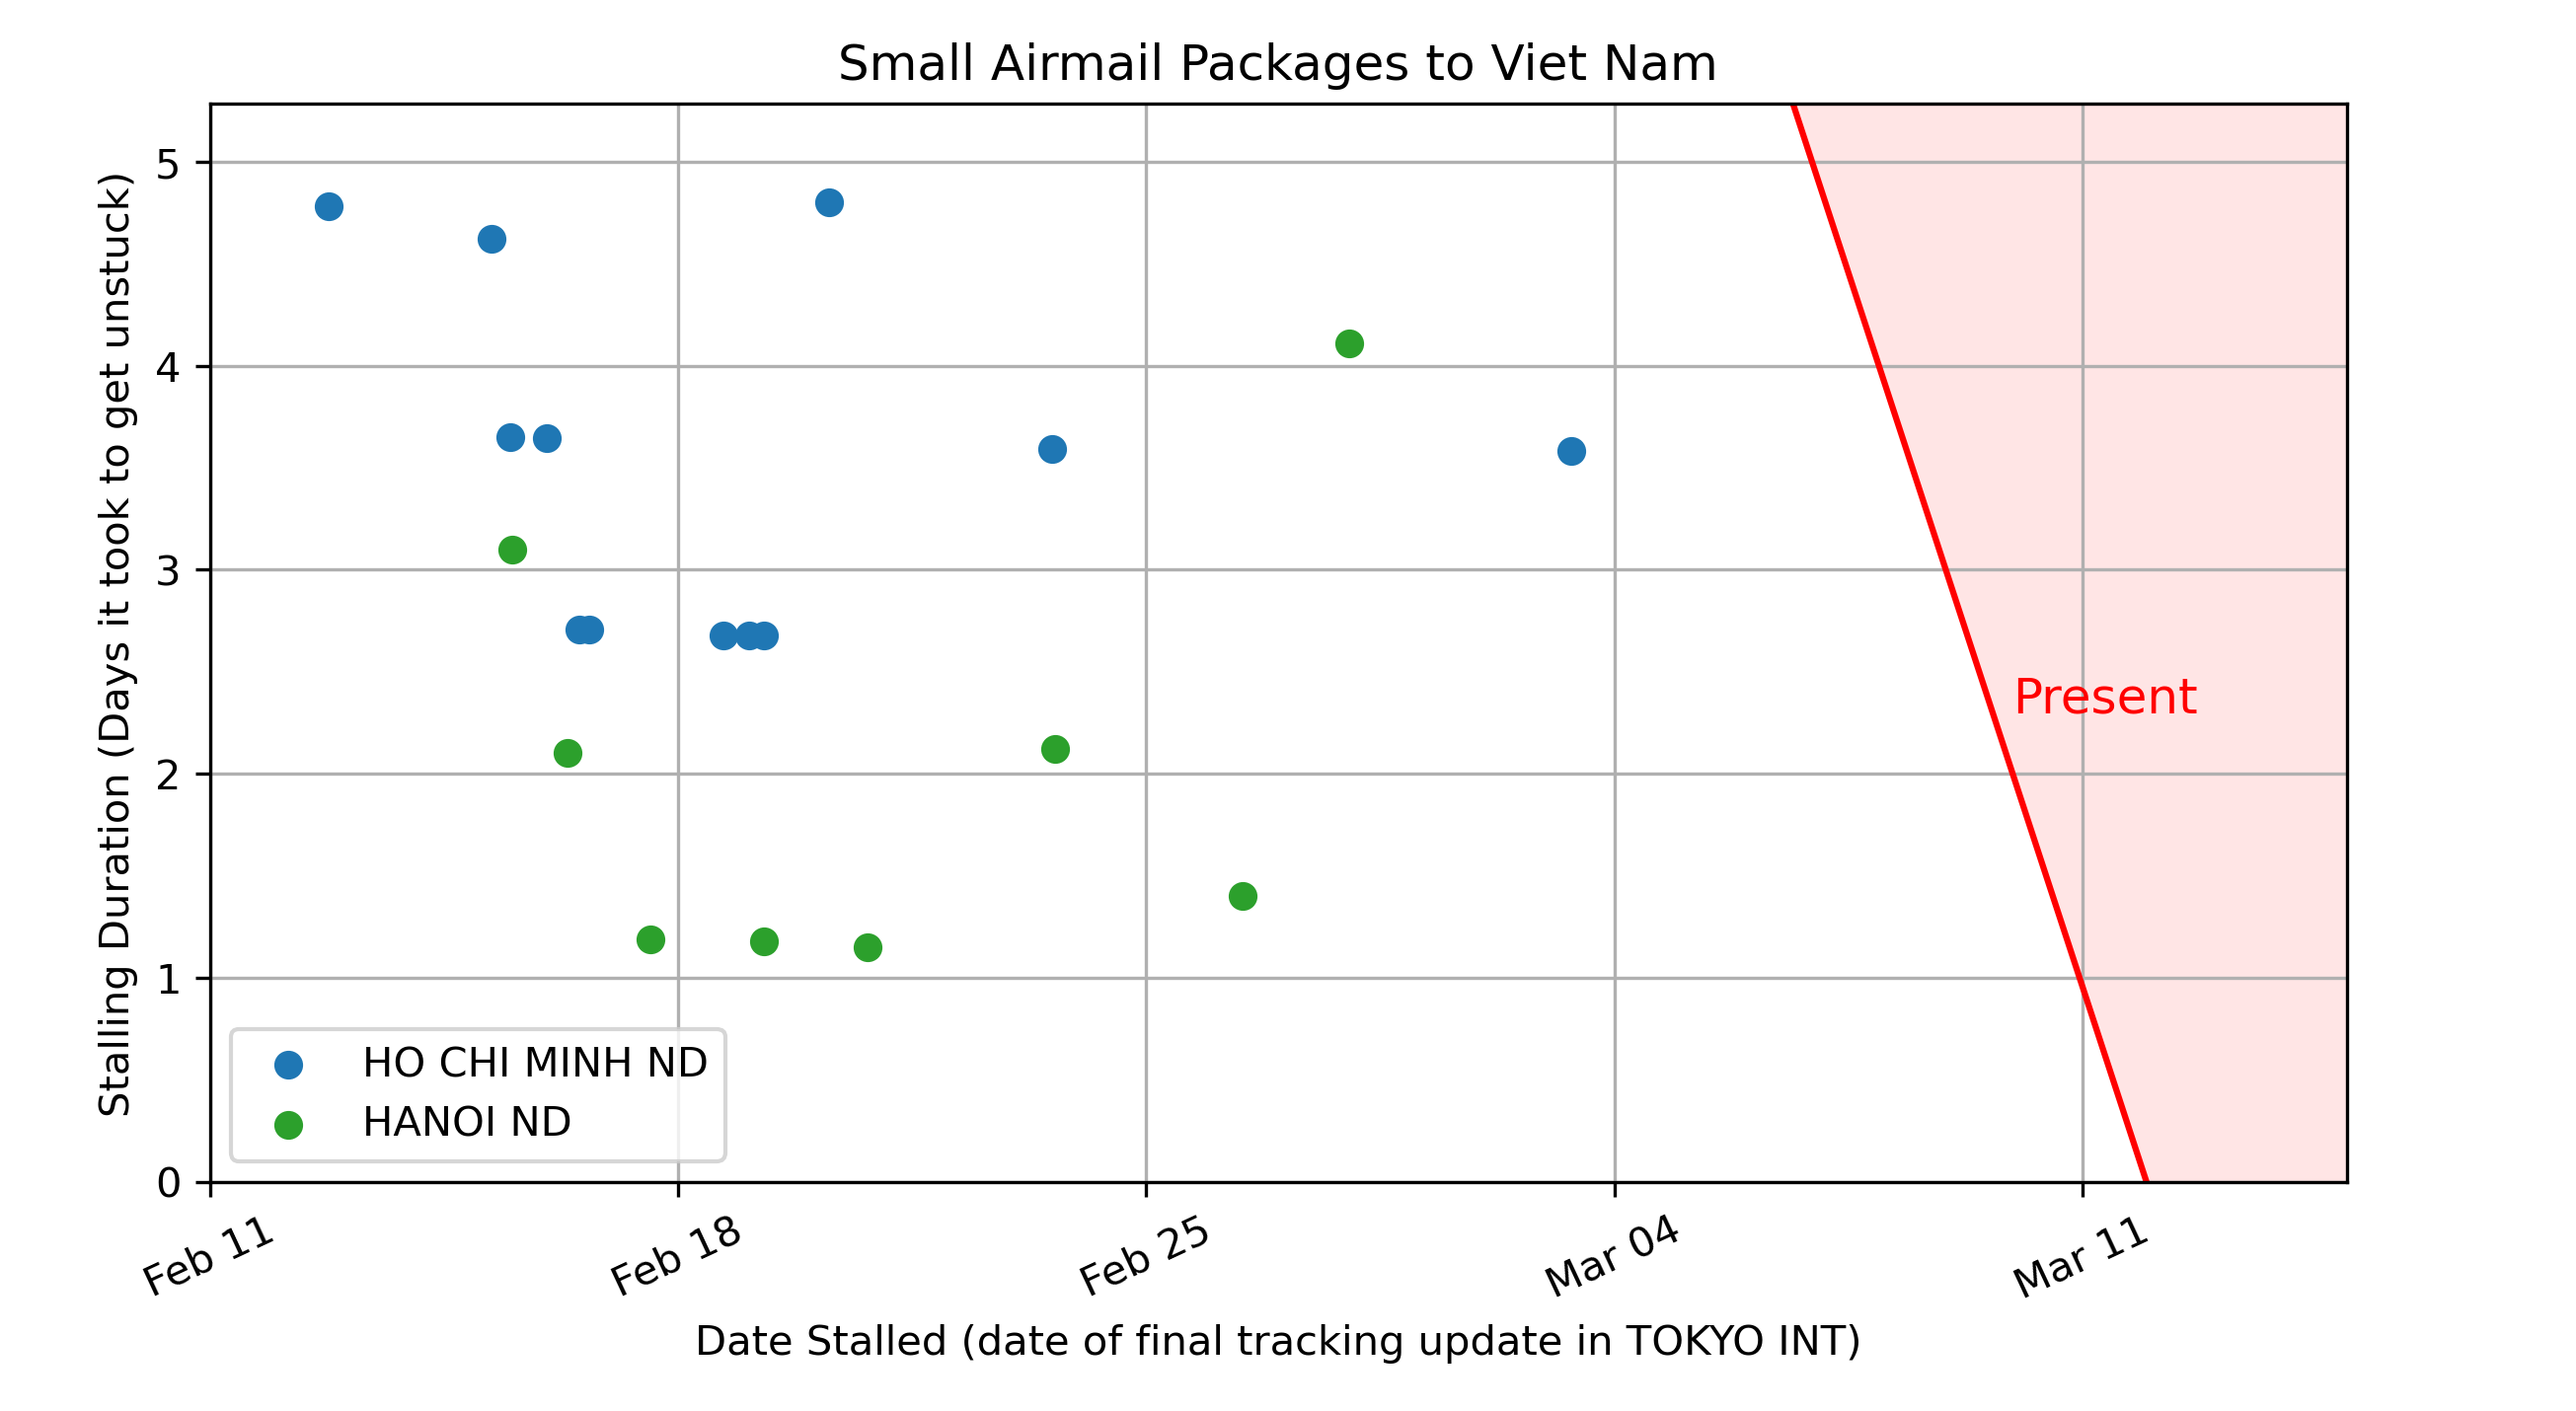 Small Airmail Packages to Viet Nam
Stalling Duration (Days it took to get unstuck)
5
4
3
2
1
0
Present
HO CHI MINH ND
HANOI ND
Feb 11
Feb 18
Feb 25
Mar 04
Mar 11
Date Stalled (date of final tracking update in TOKYO INT)